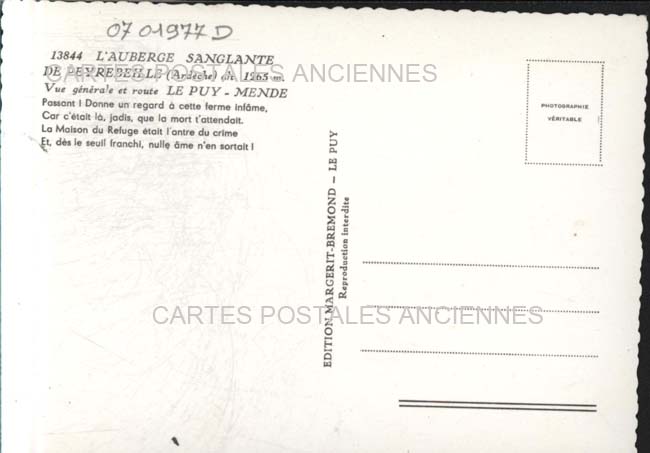 07 01977 D
13844 L'AUBERGE SANGLANTE
DE PEYREBEILLE (Ardèche) alt. 1265 m.
CARTES POSTALES ANCIENNES
Vue générale et route LE PUY - MENDE
Passant ! Donne un regard à cette ferme infâme,
Car c'était là, jadis, que la mort t'attendait.
La Maison du Refuge était l'antre du crime
Et, dès le seuil franchi, nulle âme n'en sortait !
EDITION MARGERIT-BREMOND - LE PUY
Reproduction interdite
PHOTOGRAPHIE
VÉRITABLE
CARTES POSTALES ANCIENNES